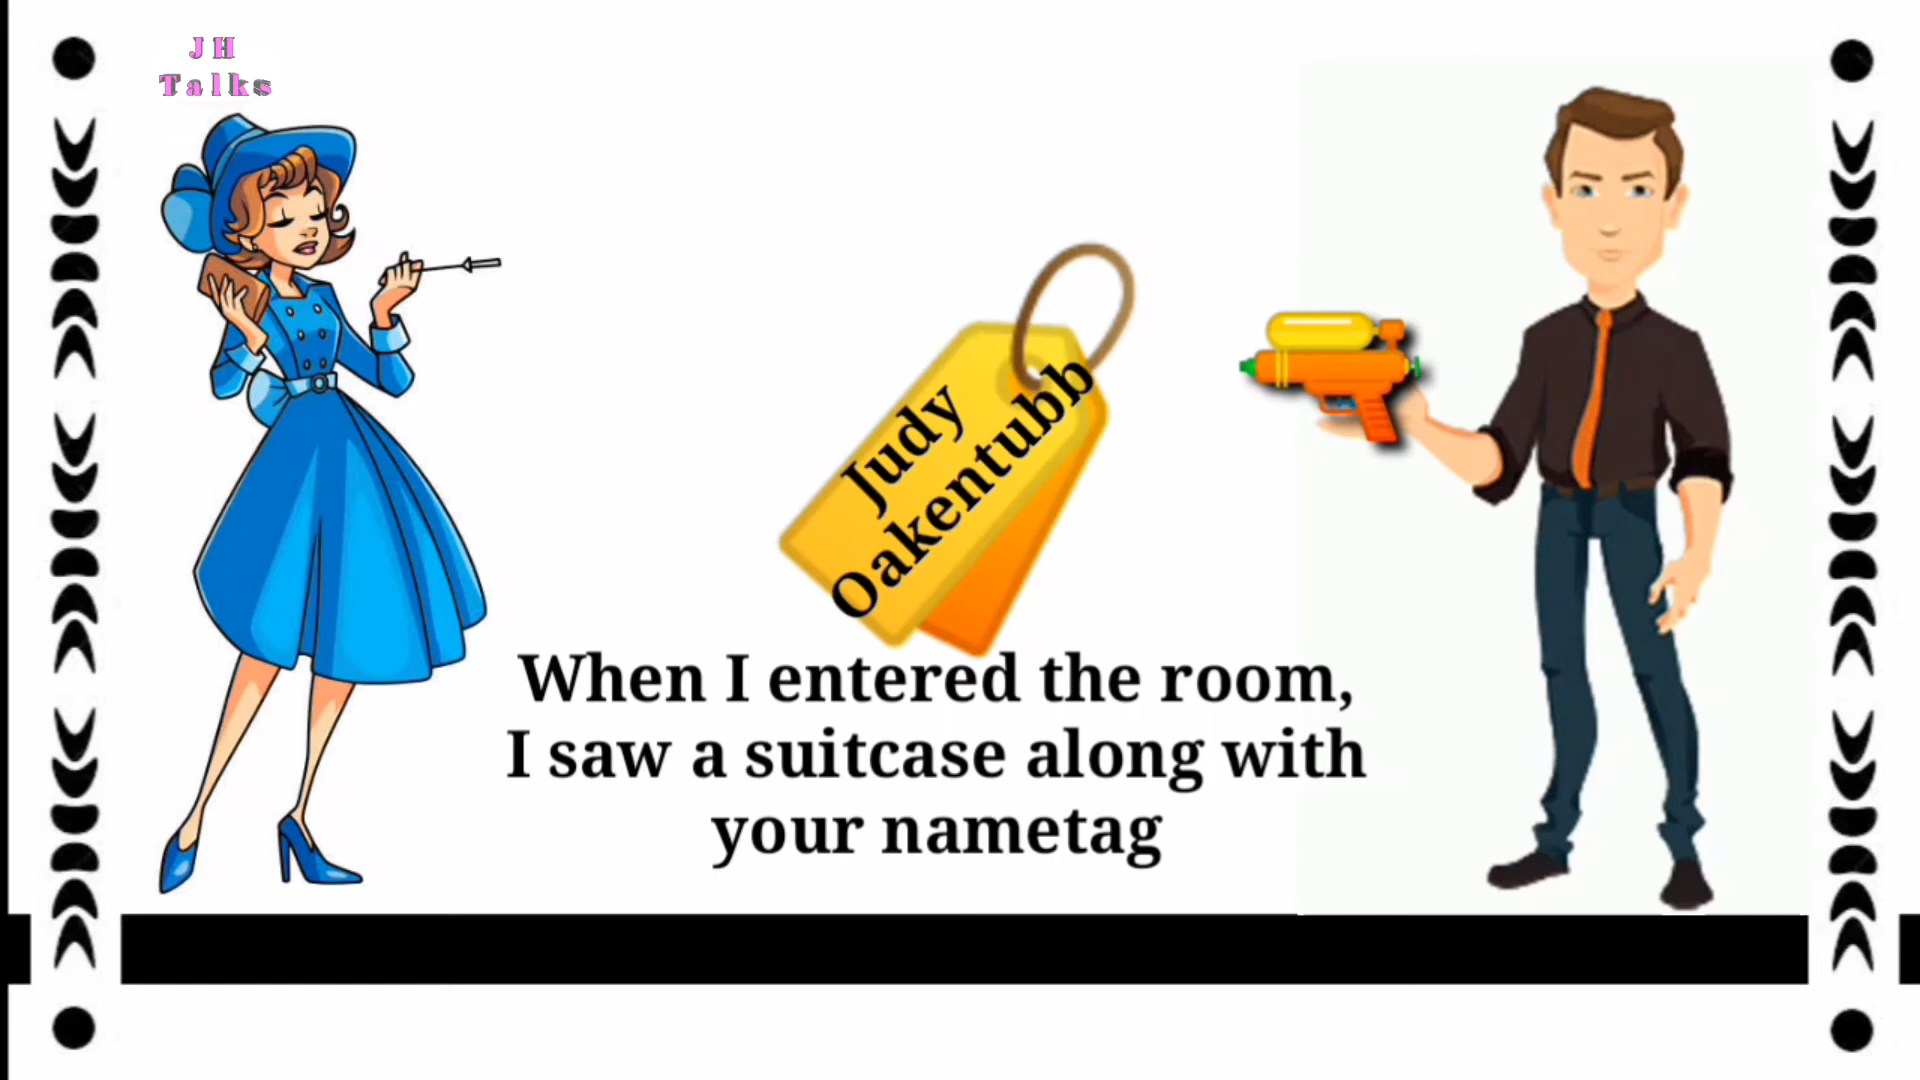 J H
Talks
Judy
Oakentubb
When I entered the room,
I saw a suitcase along with
your nametag